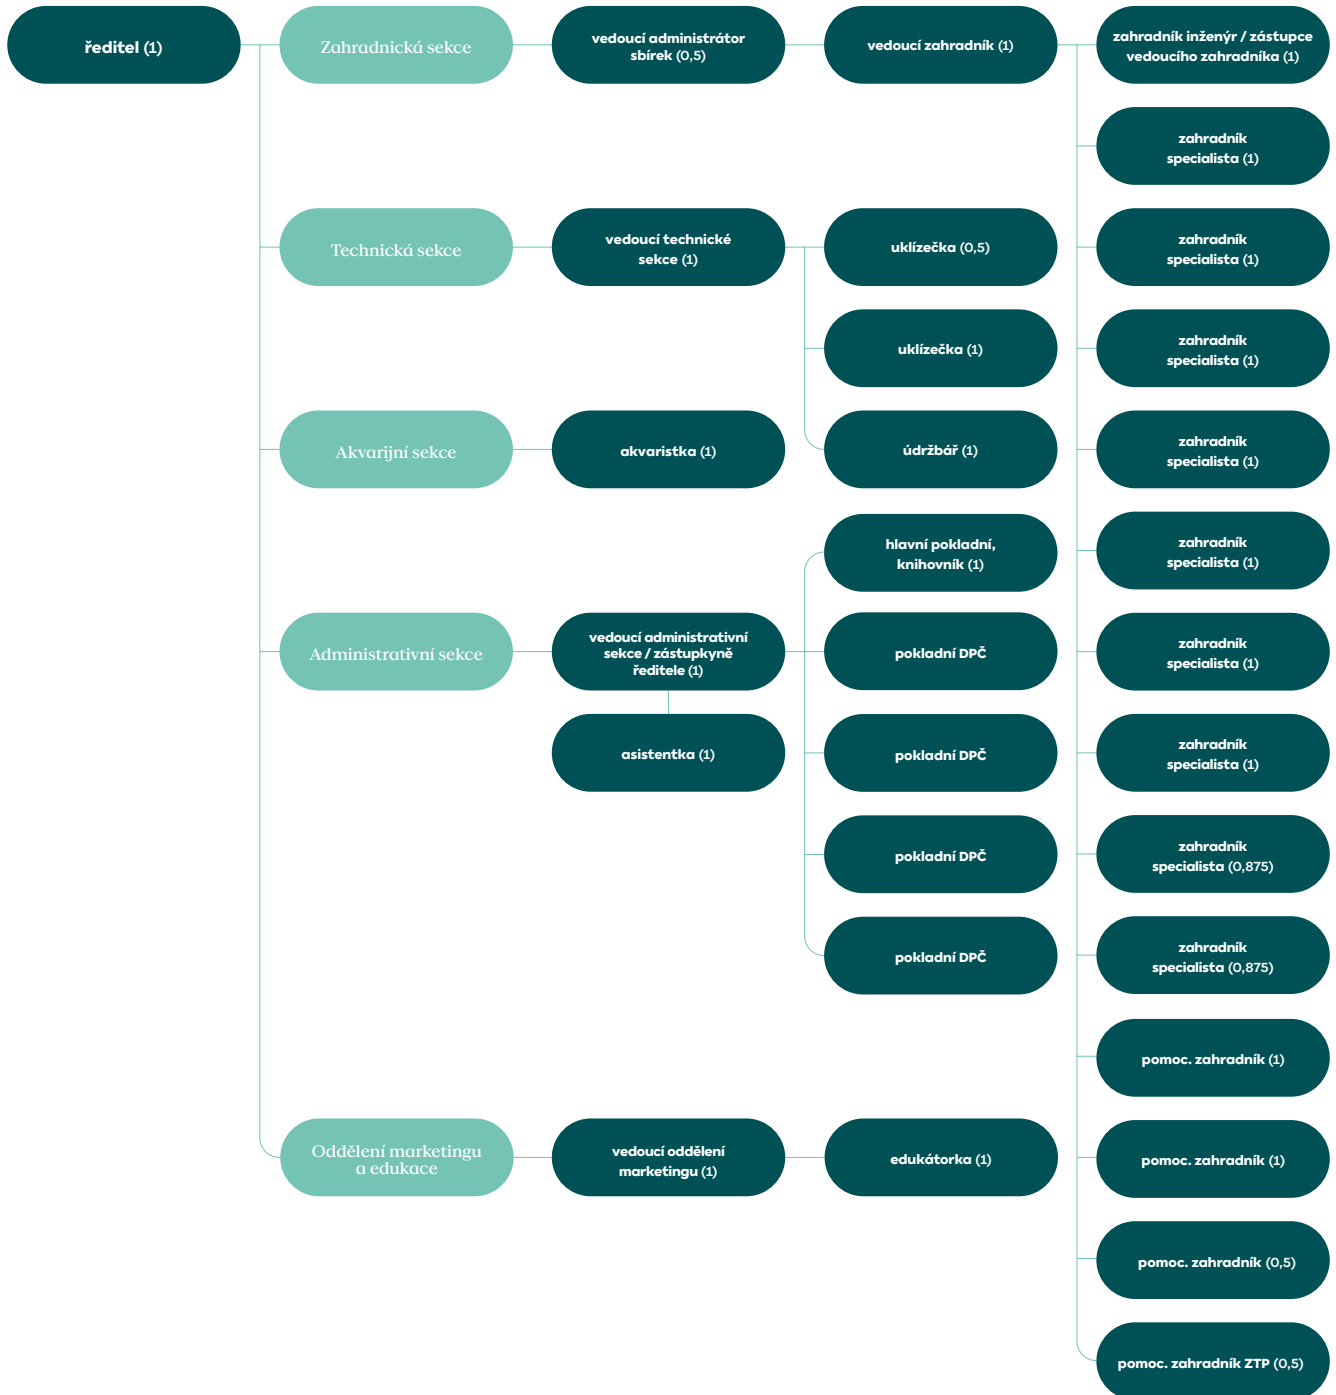 ředitel (1)
Zahradnická sekce
vedoucí administrátor
sbírek (0,5)
vedoucí zahradník (1)
zahradník inženýr / zástupce
vedoucího zahradníka (1)
zahradník
specialista (1)
Technická sekce
vedoucí technické
sekce (1)
uklízečka (0,5)
zahradník
specialista (1)
uklízečka (1)
zahradník
specialista (1)
Akvarijní sekce
akvaristka (1)
údržbář (1)
zahradník
specialista (1)
hlavní pokladní,
knihovník (1)
zahradník
specialista (1)
Administrativní sekce
vedoucí administrativní
sekce / zástupkyně
ředitele (1)
pokladní DPČ
zahradník
specialista (1)
asistentka (1)
pokladní DPČ
zahradník
specialista (1)
pokladní DPČ
zahradník
specialista (0,875)
pokladní DPČ
zahradník
specialista (0,875)
pomoc. zahradník (1)
Oddělení marketingu
a edukace
vedoucí oddělení
marketingu (1)
edukátorka (1)
pomoc. zahradník (1)
pomoc. zahradník (0,5)
pomoc. zahradník ZTP (0,5)